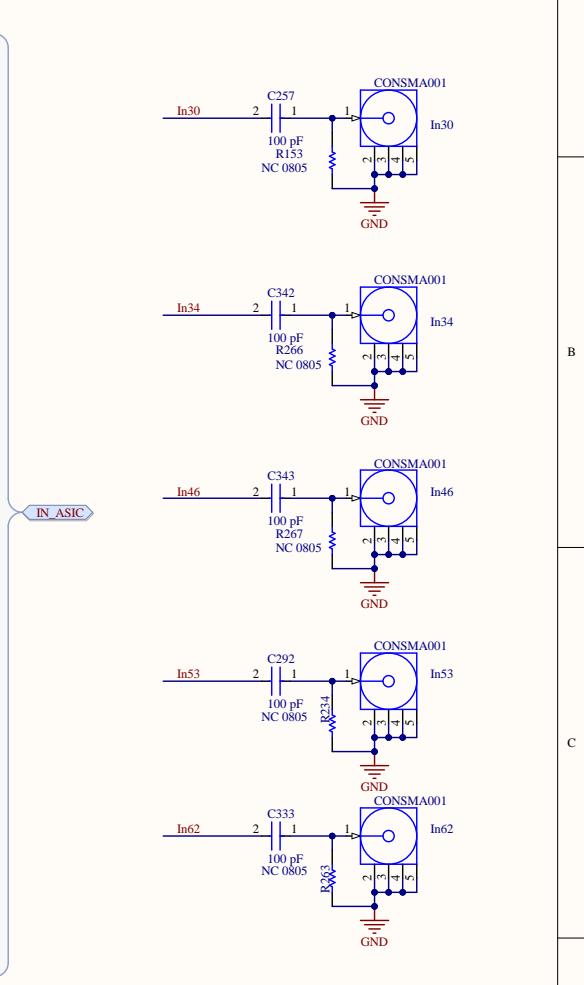 CONSMA001
C257
In30 2 1 1 In30
100 pF
R153
NC 0805
2 3 4 5
GND
CONSMA001
C342
In34 2 1 1 In34
100 pF
R266
NC 0805
2 3 4 5
GND
B
CONSMA001
C343
In46 2 1 1 In46
100 pF
R267
NC 0805
2 3 4 5
GND
IN_ASIC
CONSMA001
C292
In53 2 1 1 In53
100 pF
NC 0805
R234
2 3 4 5
GND
C
CONSMA001
C333
In62 2 1 1 In62
100 pF
NC 0805
R263
2 3 4 5
GND